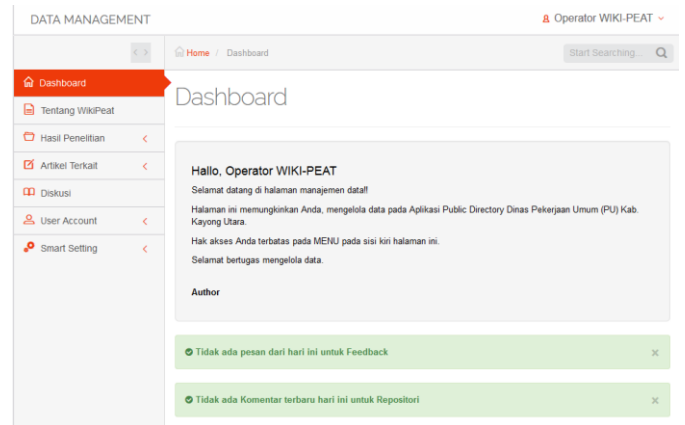 DATA MANAGEMENT
Operator WIKI-PEAT
Home / Dashboard
Start Searching...
Dashboard
Tentang WikiPeat
Hasil Penelitian
Artikel Terkait
Diskusi
User Account
Smart Setting
Dashboard
Hallo, Operator WIKI-PEAT
Selamat datang di halaman manajemen data!!
Halaman ini memungkinkan Anda, mengelola data pada Aplikasi Public Directory Dinas Pekerjaan Umum (PU) Kab.
Kayong Utara.
Hak akses Anda terbatas pada MENU pada sisi kiri halaman ini.
Selamat bertugas mengelola data.
Author
Tidak ada pesan dari hari ini untuk Feedback
Tidak ada Komentar terbaru hari ini untuk Repositori